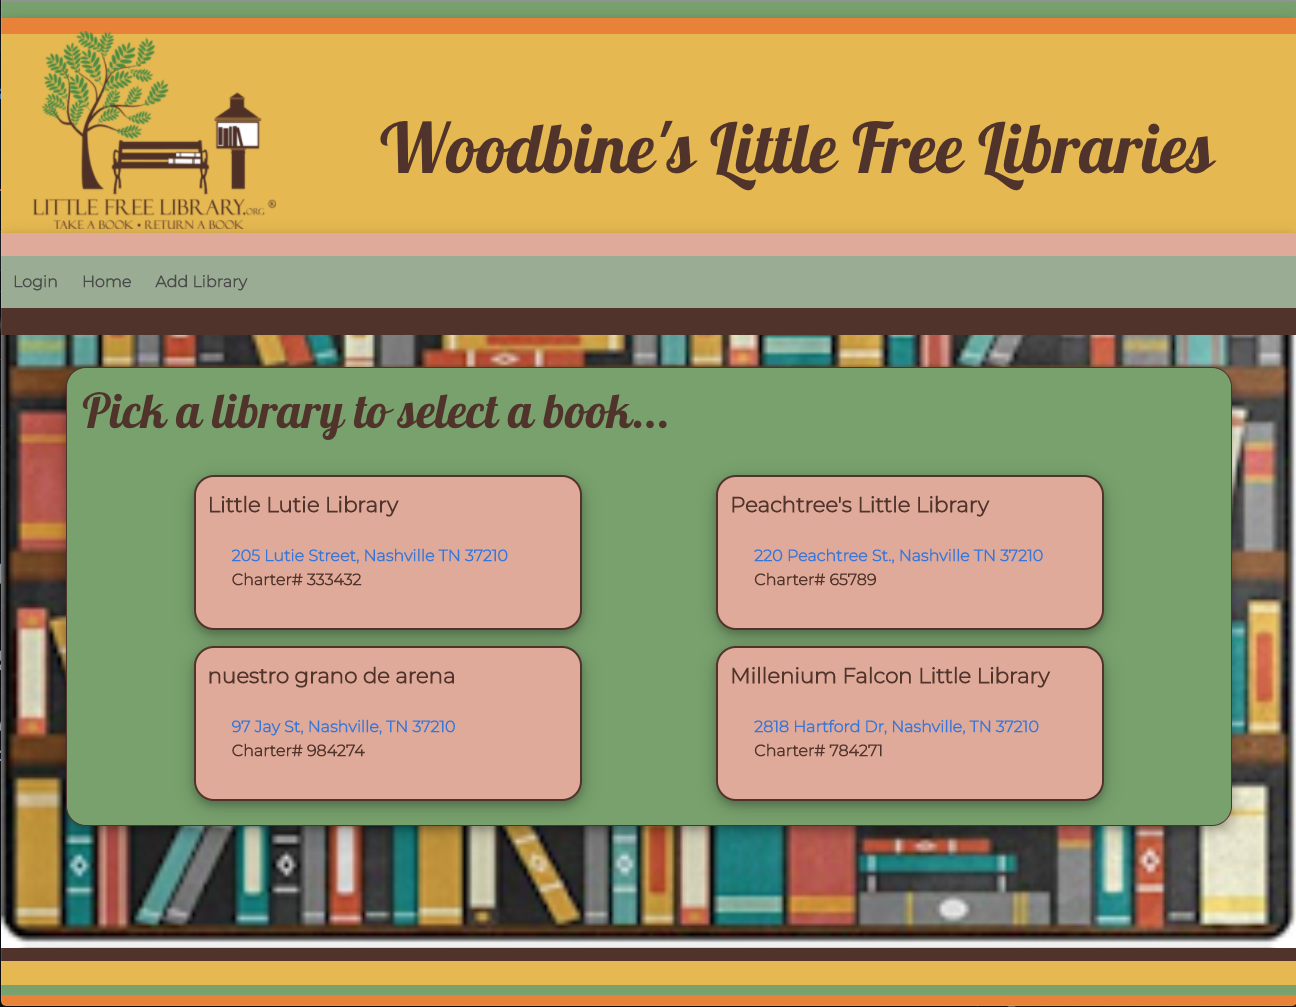 LITTLE FREE LIBRARY.ORG ®
TAKE A BOOK • RETURN A BOOK
Woodbine's Little Free Libraries
Login Home Add Library
Pick a library to select a book...
Little Lutie Library
205 Lutie Street, Nashville TN 37210
Charter# 333432
Peachtree's Little Library
220 Peachtree St., Nashville TN 37210
Charter# 65789
nuestro grano de arena
97 Jay St, Nashville, TN 37210
Charter# 984274
Millenium Falcon Little Library
2818 Hartford Dr, Nashville, TN 37210
Charter# 784271